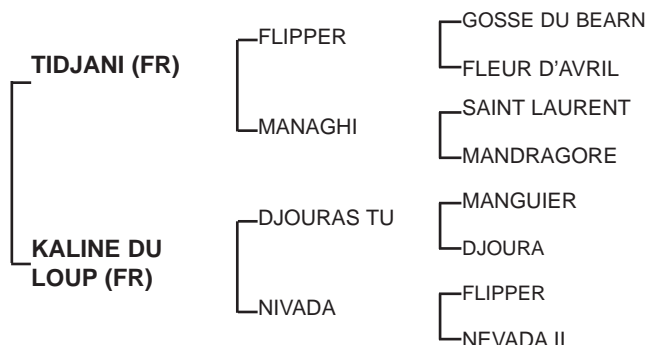 GOSSE DU BEARN
FLIPPER
TIDJANI (FR)
FLEUR D'AVRIL
SAINT LAURENT
MANAGHI
MANDRAGORE
MANGUIER
DJOURAS TU
KALINE DU
LOUP (FR)
DJOURA
FLIPPER
NIVADA
NEVADA II